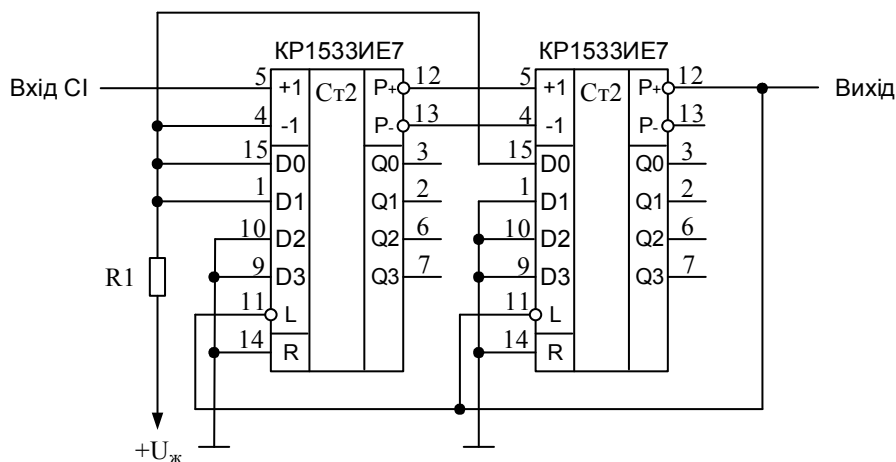 КР1533ИЕ7 КР1533ИЕ7
Вхід СІ 5 +1 Ст2 P+ 12 5 +1 Ст2 P+ 12 Вихід
4 -1 P- 13 4 -1 P- 13
15 D0 Q0 3 15 D0 Q0 3
1 D1 Q1 2 1 D1 Q1 2
10 D2 Q2 6 10 D2 Q2 6
R1 9 D3 Q3 7 9 D3 Q3 7
11 L 11 L
14 R 14 R
+Uж